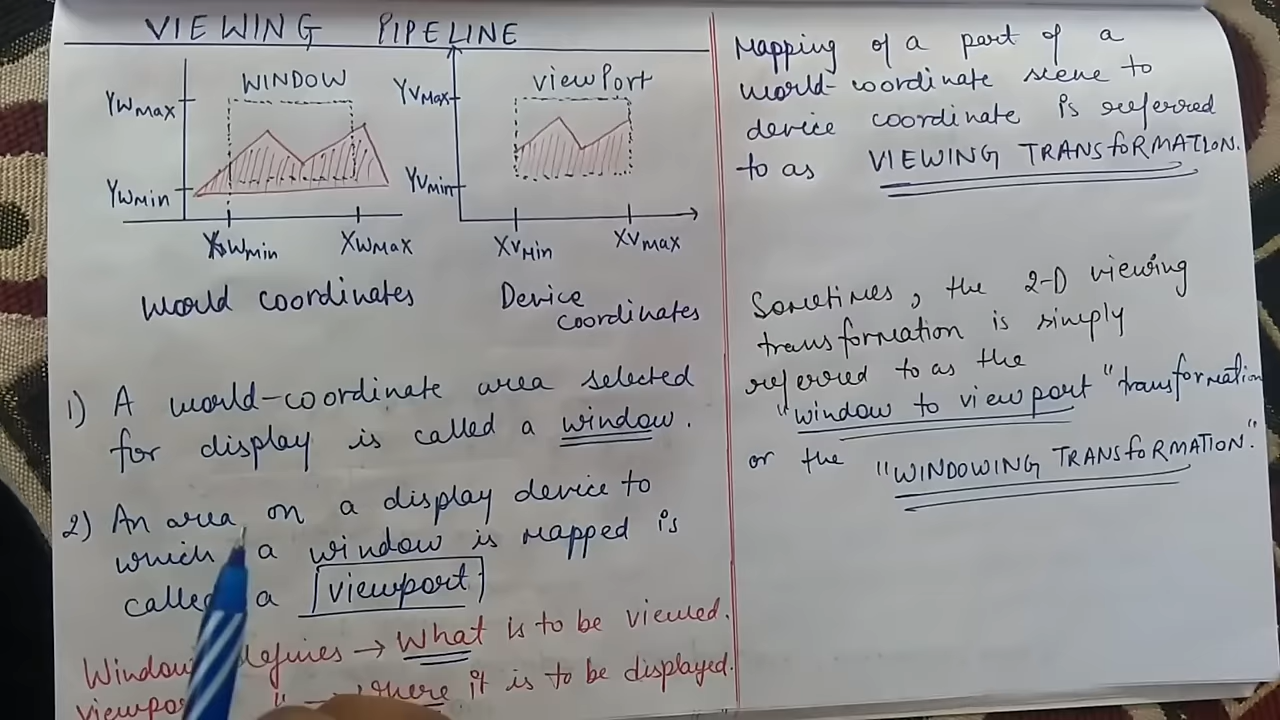 VIEWING PIPELINE
WINDOW
YWMax
YWMin
XWMin
XWMax
World coordinates
viewPort
YVMax
YVMin
XVMin
XVMax
Device
coordinates
1) A world-coordinate area selected
for display is called a window.
2) An area on a display device to
which a window is mapped is
called a viewport
Window defines → What is to be viewed.
viewport " → where it is to be displayed.
Mapping of a part of a
world-coordinate scene to
device coordinate is referred
to as VIEWING TRANSFORMATION.
Sometimes, the 2-D viewing
transformation is simply
referred to as the
"window to viewport" transformation
or the "WINDOWING TRANSFORMATION."